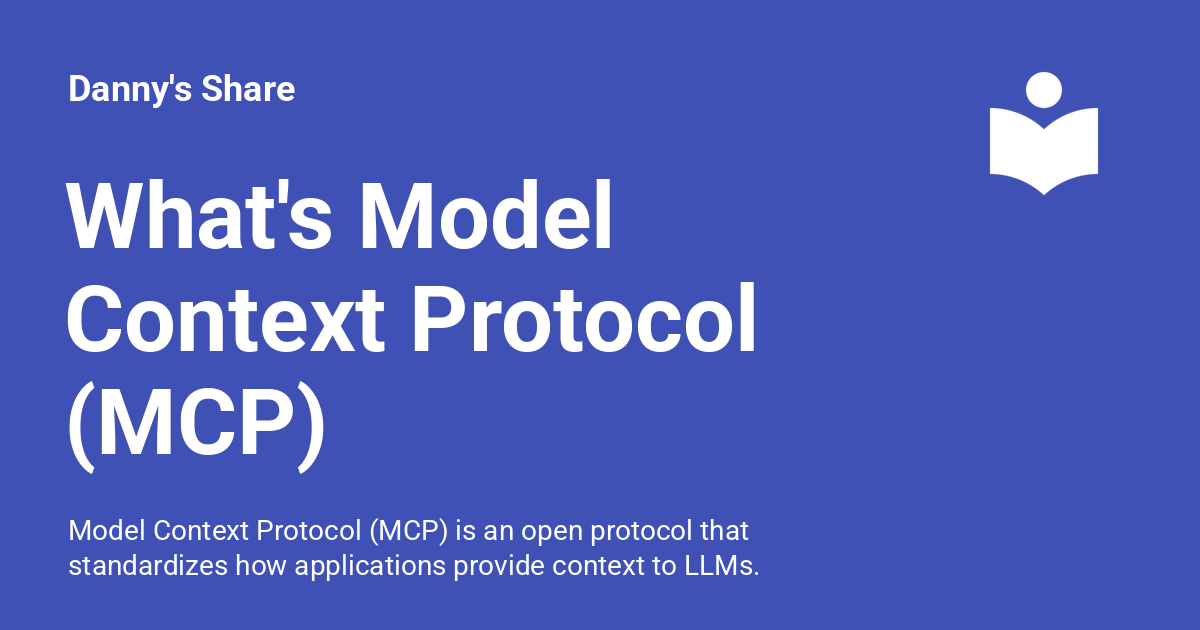 Danny's Share
What's Model
Context Protocol
(MCP)
Model Context Protocol (MCP) is an open protocol that
standardizes how applications provide context to LLMs.